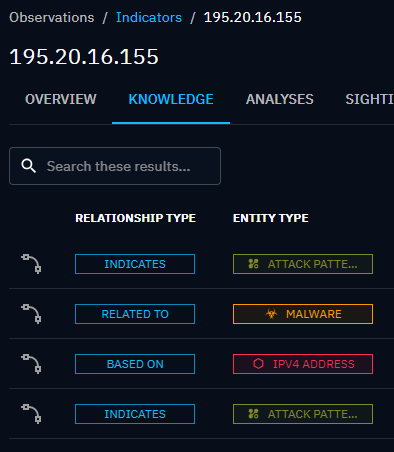 Observations / Indicators / 195.20.16.155
195.20.16.155
OVERVIEW KNOWLEDGE ANALYSES SIGHTI
Search these results...
RELATIONSHIP TYPE ENTITY TYPE
INDICATES ATTACK PATTE...
RELATED TO MALWARE
BASED ON IPV4 ADDRESS
INDICATES ATTACK PATTE...